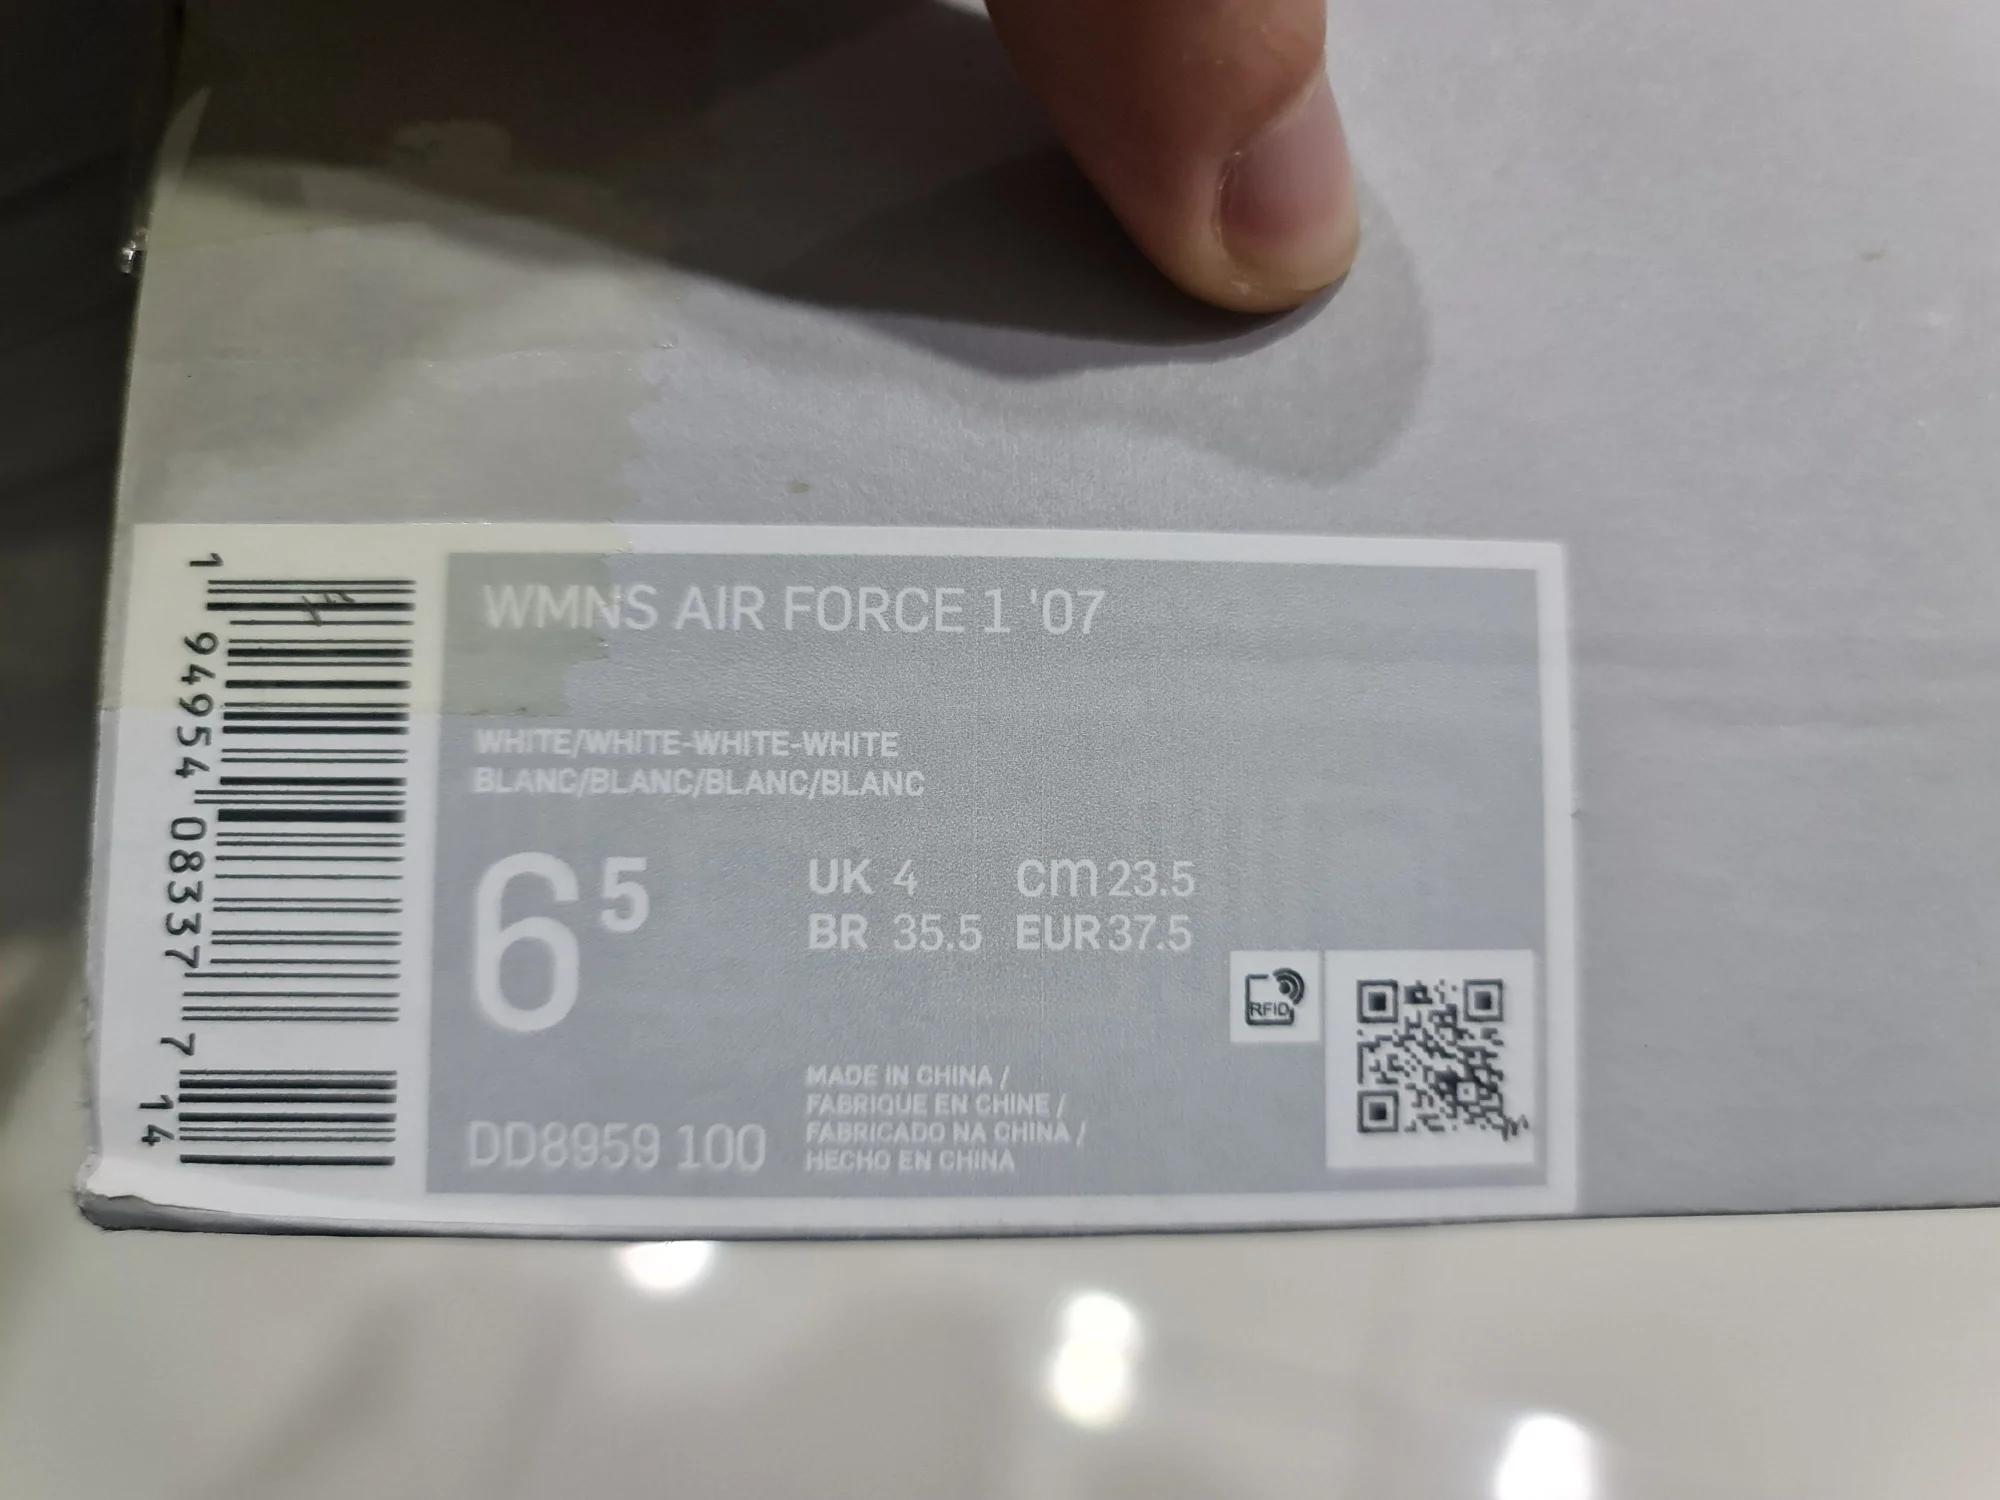 WMNS AIR FORCE 1 '07
WHITE/WHITE-WHITE-WHITE
BLANC/BLANC/BLANC/BLANC
6 5
UK 4 cm 23.5
BR 35.5 EUR 37.5
RFID
MADE IN CHINA /
FABRIQUE EN CHINE /
FABRICADO NA CHINA /
HECHO EN CHINA
DD8959 100
1 94954 08337 7 14